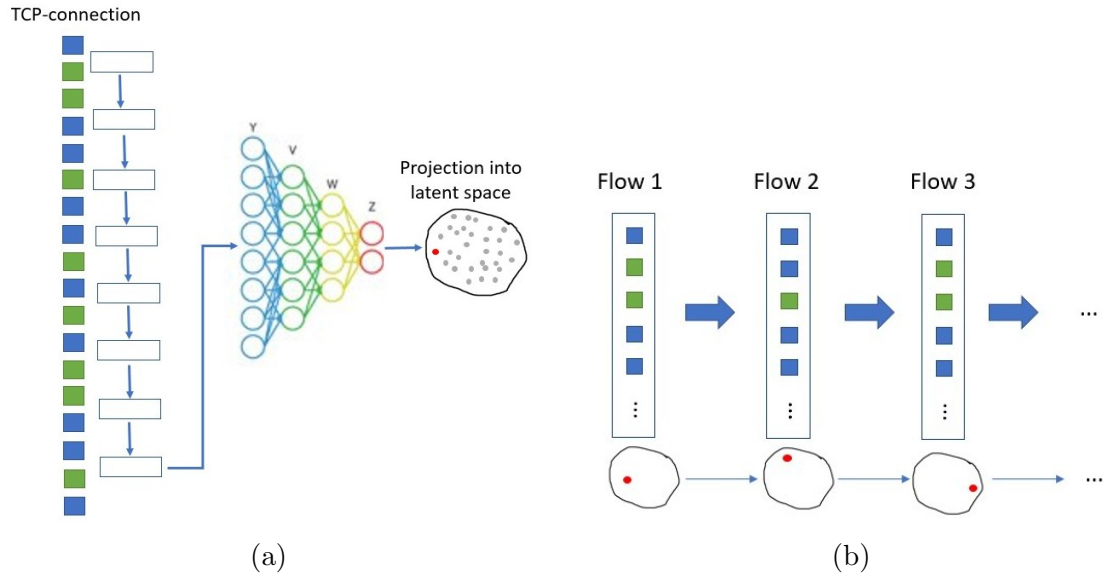 TCP-connection
Y
V
W
Z
Projection into
latent space
(a)
Flow 1
Flow 2
Flow 3
...
...
...
...
...
(b)